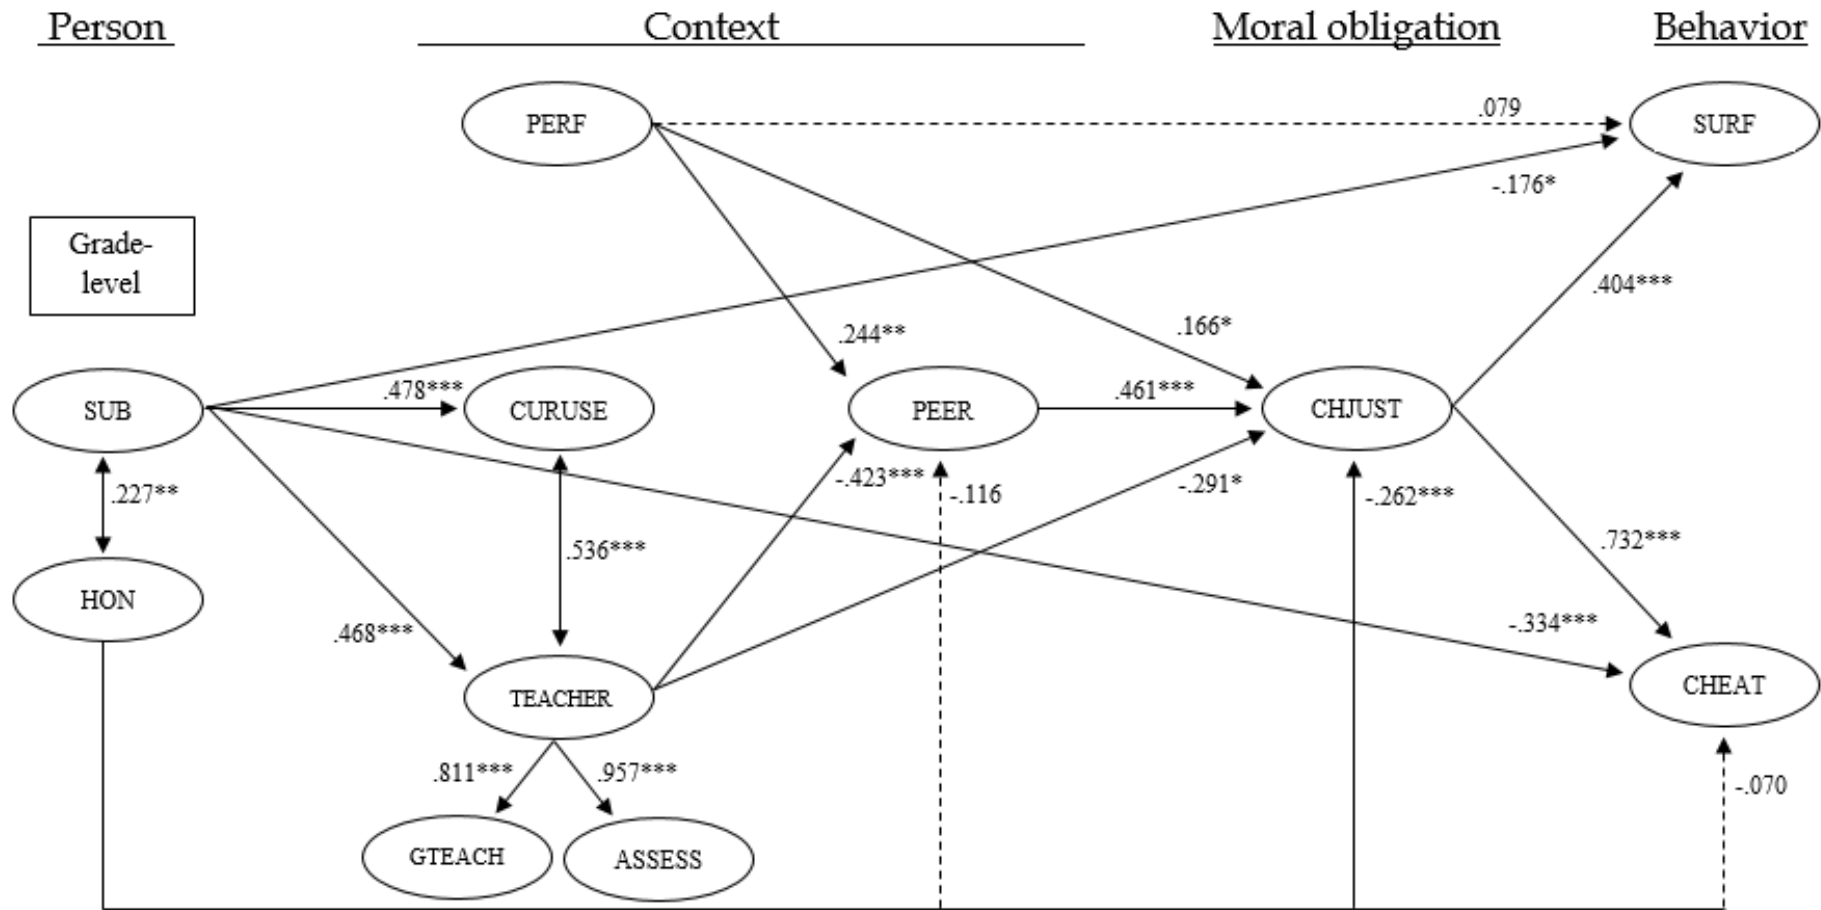 Person Context Moral obligation Behavior
PERF
.079
SURF
-.176*
Grade-
level
.404***
.244**
.166*
SUB
.478***
CURUSE
PEER
.461***
CHJUST
.227**
-.423***
-.116
-.291*
-.262***
.536***
.732***
HON
.468***
-.334***
TEACHER
CHEAT
.811***
.957***
-.070
GTEACH
ASSESS